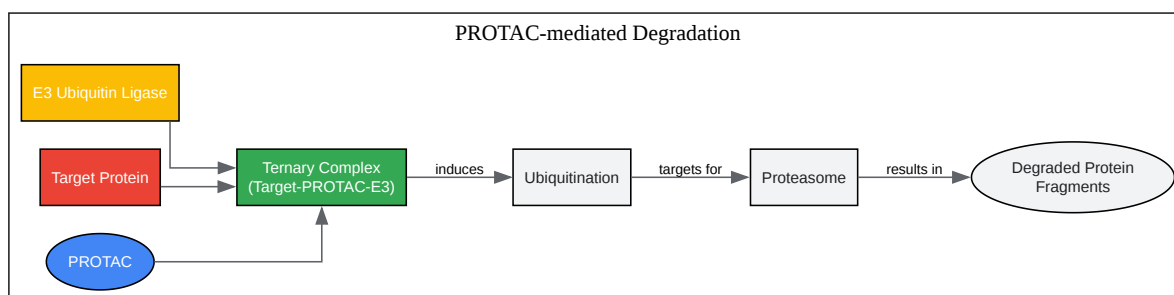 PROTAC-mediated Degradation
E3 Ubiquitin Ligase
Target Protein
PROTAC
Ternary Complex
(Target-PROTAC-E3)
induces
Ubiquitination
targets for
Proteasome
results in
Degraded Protein
Fragments